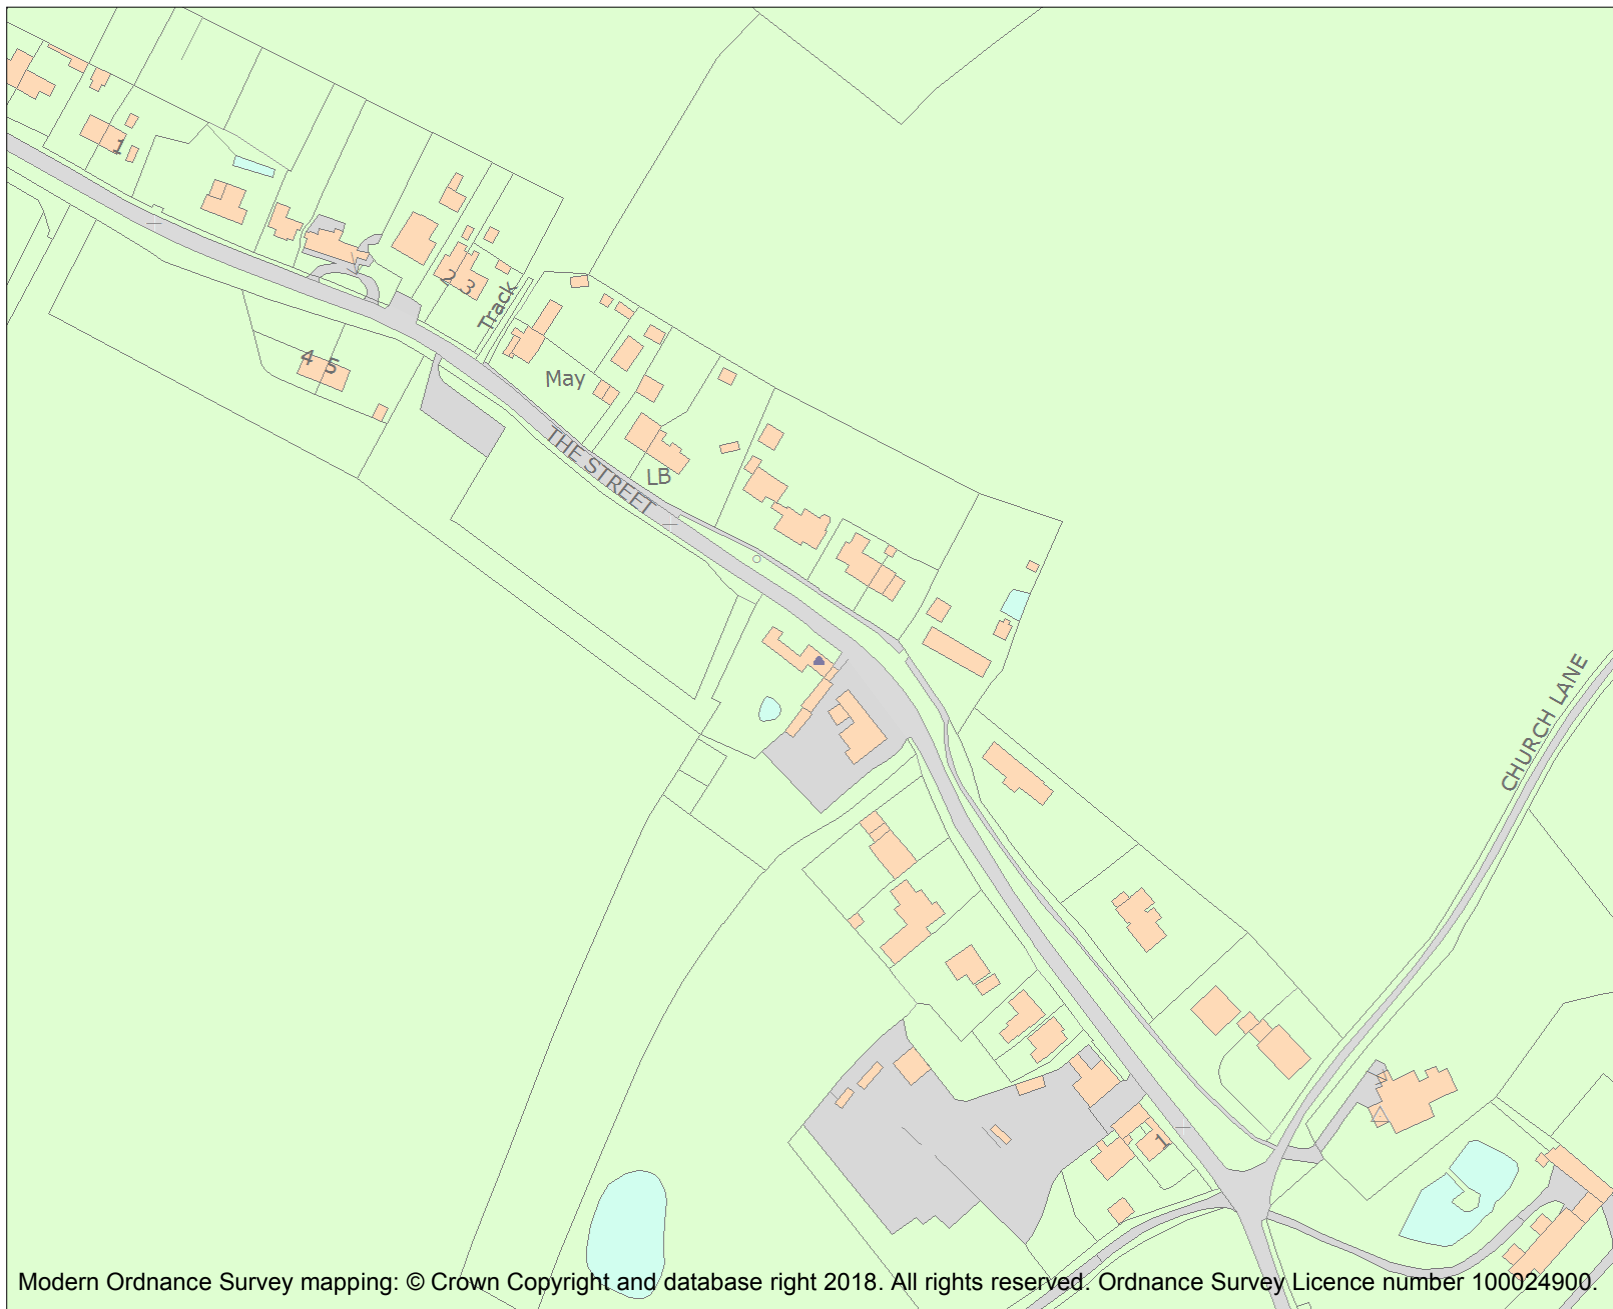 1
2 3
Track
4 5
May
LB
THE STREET
CHURCH LANE
1
Modern Ordnance Survey mapping: © Crown Copyright and database right 2018. All rights reserved. Ordnance Survey Licence number 100024900.